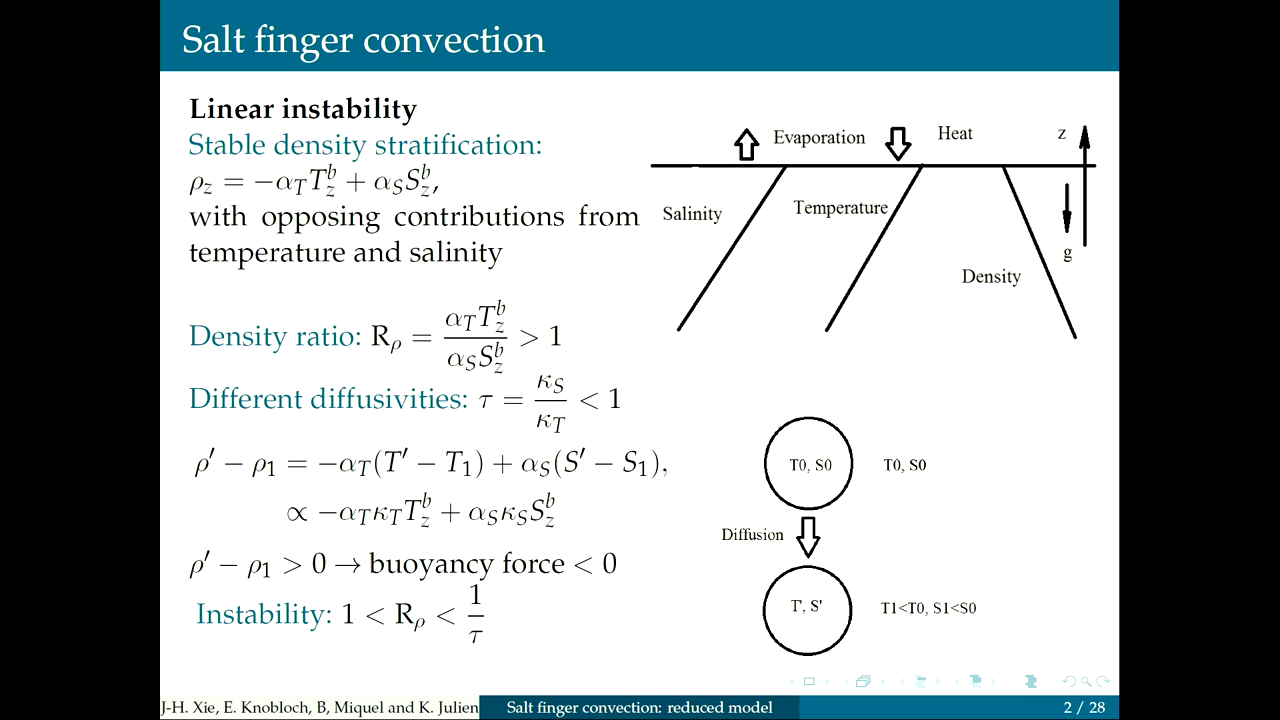 Salt finger convection
Linear instability
Stable density stratification:
ρ_z = −α_T T_z^b + α_S S_z^b,
with opposing contributions from
temperature and salinity
Density ratio: R_ρ = α_T T_z^b / α_S S_z^b > 1
Different diffusivities: τ = κ_S / κ_T < 1
ρ′ − ρ_1 = −α_T(T′ − T_1) + α_S(S′ − S_1),
∝ −α_T κ_T T_z^b + α_S κ_S S_z^b
ρ′ − ρ_1 > 0 → buoyancy force < 0
Instability: 1 < R_ρ < 1/τ
Evaporation
Heat
z
Salinity
Temperature
g
Density
T0, S0
T0, S0
Diffusion
T', S'
T1<T0, S1<S0
J-H. Xie, E. Knobloch, B, Miquel and K. Julien
Salt finger convection: reduced model
2 / 28